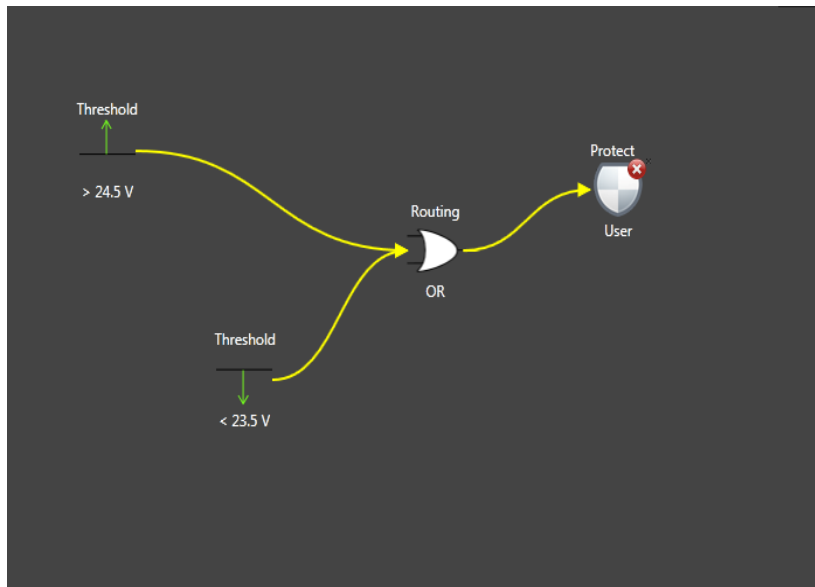 Threshold
> 24.5 V
Protect
User
Routing
OR
Threshold
< 23.5 V